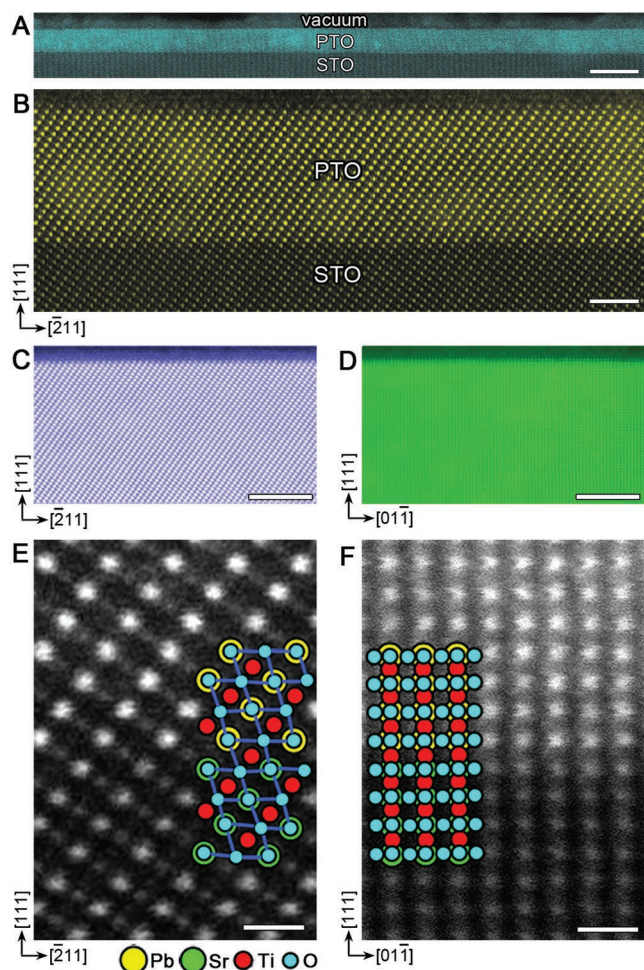 A
vacuum
PTO
STO
B
PTO
STO
[111]
[2̄11]
C
D
[111]
[2̄11]
[111]
[011̄]
E
F
[111]
[2̄11]
[111]
[011̄]
Pb Sr Ti O